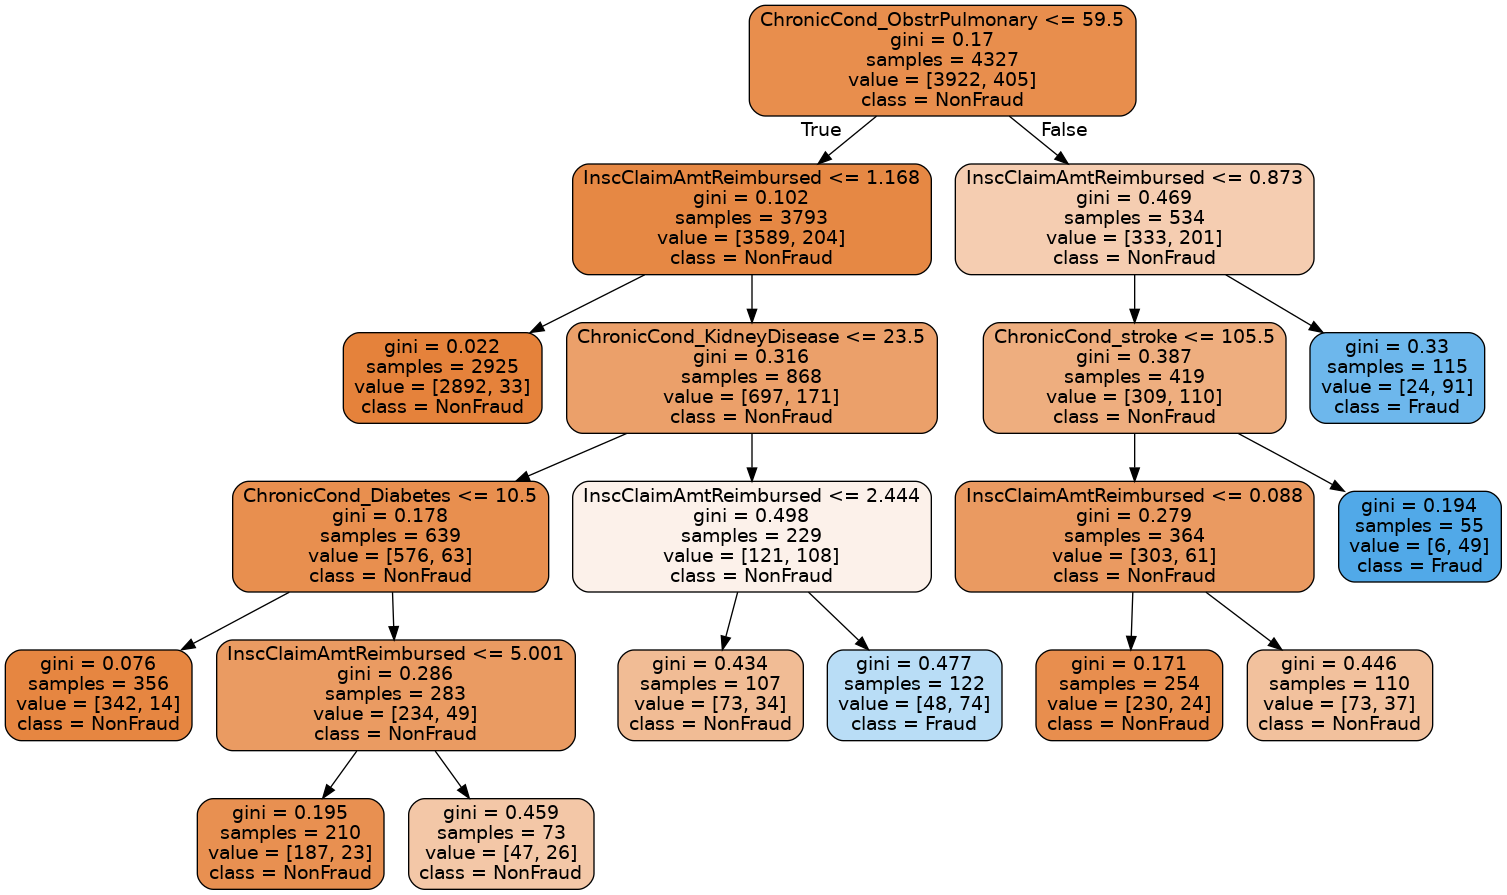 ChronicCond_ObstrPulmonary <= 59.5
gini = 0.17
samples = 4327
value = [3922, 405]
class = NonFraud
True
False
InscClaimAmtReimbursed <= 1.168
gini = 0.102
samples = 3793
value = [3589, 204]
class = NonFraud
InscClaimAmtReimbursed <= 0.873
gini = 0.469
samples = 534
value = [333, 201]
class = NonFraud
gini = 0.022
samples = 2925
value = [2892, 33]
class = NonFraud
ChronicCond_KidneyDisease <= 23.5
gini = 0.316
samples = 868
value = [697, 171]
class = NonFraud
ChronicCond_stroke <= 105.5
gini = 0.387
samples = 419
value = [309, 110]
class = NonFraud
gini = 0.33
samples = 115
value = [24, 91]
class = Fraud
ChronicCond_Diabetes <= 10.5
gini = 0.178
samples = 639
value = [576, 63]
class = NonFraud
InscClaimAmtReimbursed <= 2.444
gini = 0.498
samples = 229
value = [121, 108]
class = NonFraud
InscClaimAmtReimbursed <= 0.088
gini = 0.279
samples = 364
value = [303, 61]
class = NonFraud
gini = 0.194
samples = 55
value = [6, 49]
class = Fraud
gini = 0.076
samples = 356
value = [342, 14]
class = NonFraud
InscClaimAmtReimbursed <= 5.001
gini = 0.286
samples = 283
value = [234, 49]
class = NonFraud
gini = 0.434
samples = 107
value = [73, 34]
class = NonFraud
gini = 0.477
samples = 122
value = [48, 74]
class = Fraud
gini = 0.171
samples = 254
value = [230, 24]
class = NonFraud
gini = 0.446
samples = 110
value = [73, 37]
class = NonFraud
gini = 0.195
samples = 210
value = [187, 23]
class = NonFraud
gini = 0.459
samples = 73
value = [47, 26]
class = NonFraud